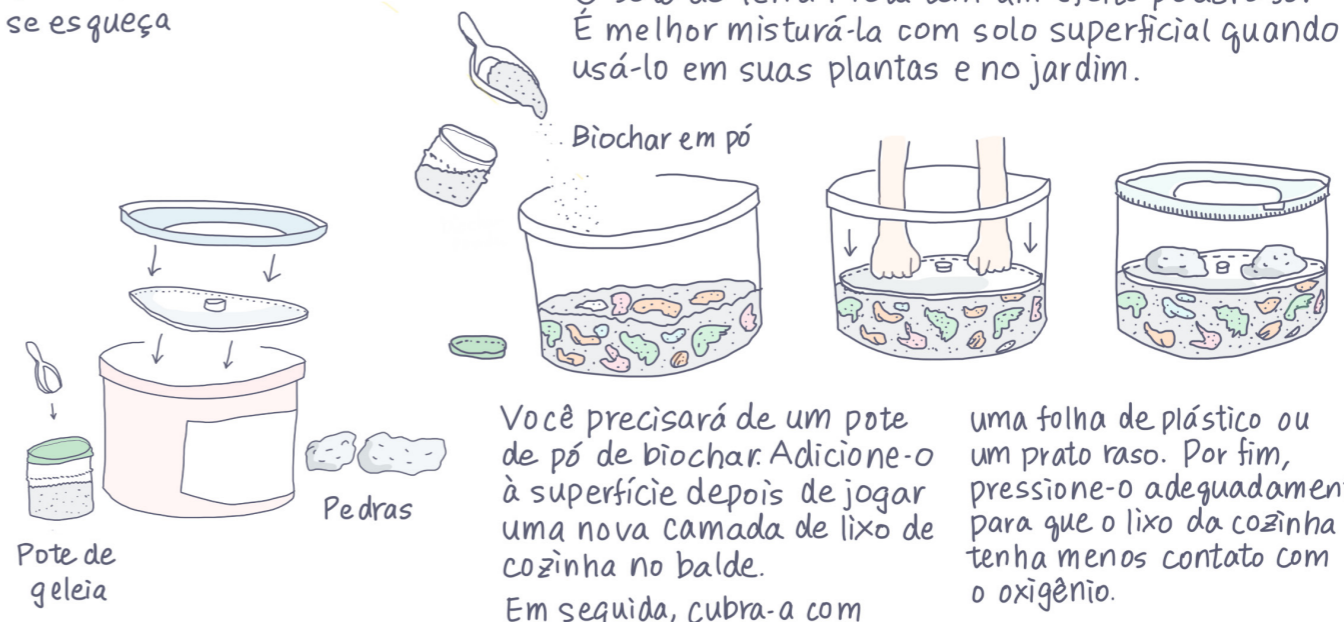 se esqueça
É melhor misturá-la com solo superficial quando
usá-lo em suas plantas e no jardim.
Biochar em pó
Pedras
Pote de
geleia
Você precisará de um pote
de pó de biochar. Adicione-o
à superfície depois de jogar
uma nova camada de lixo de
cozinha no balde.
Em seguida, cubra-a com
uma folha de plástico ou
um prato raso. Por fim,
pressione-o
para que o lixo da cozinha
tenha menos contato com
o oxigênio.